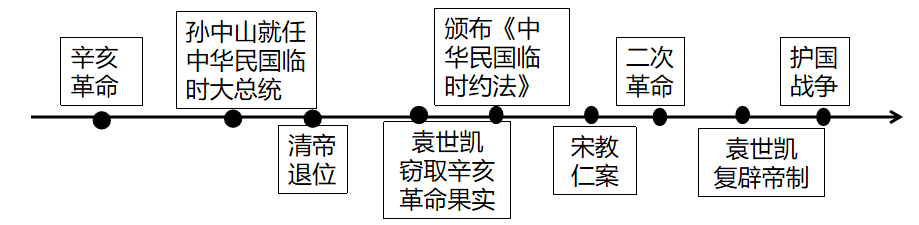 辛亥
革命
孙中山就任
中华民国临
时大总统
清帝
退位
袁世凯
窃取辛亥
革命果实
颁布《中
华民国临
时约法》
宋教
仁案
二次
革命
袁世凯
复辟帝制
护国
战争